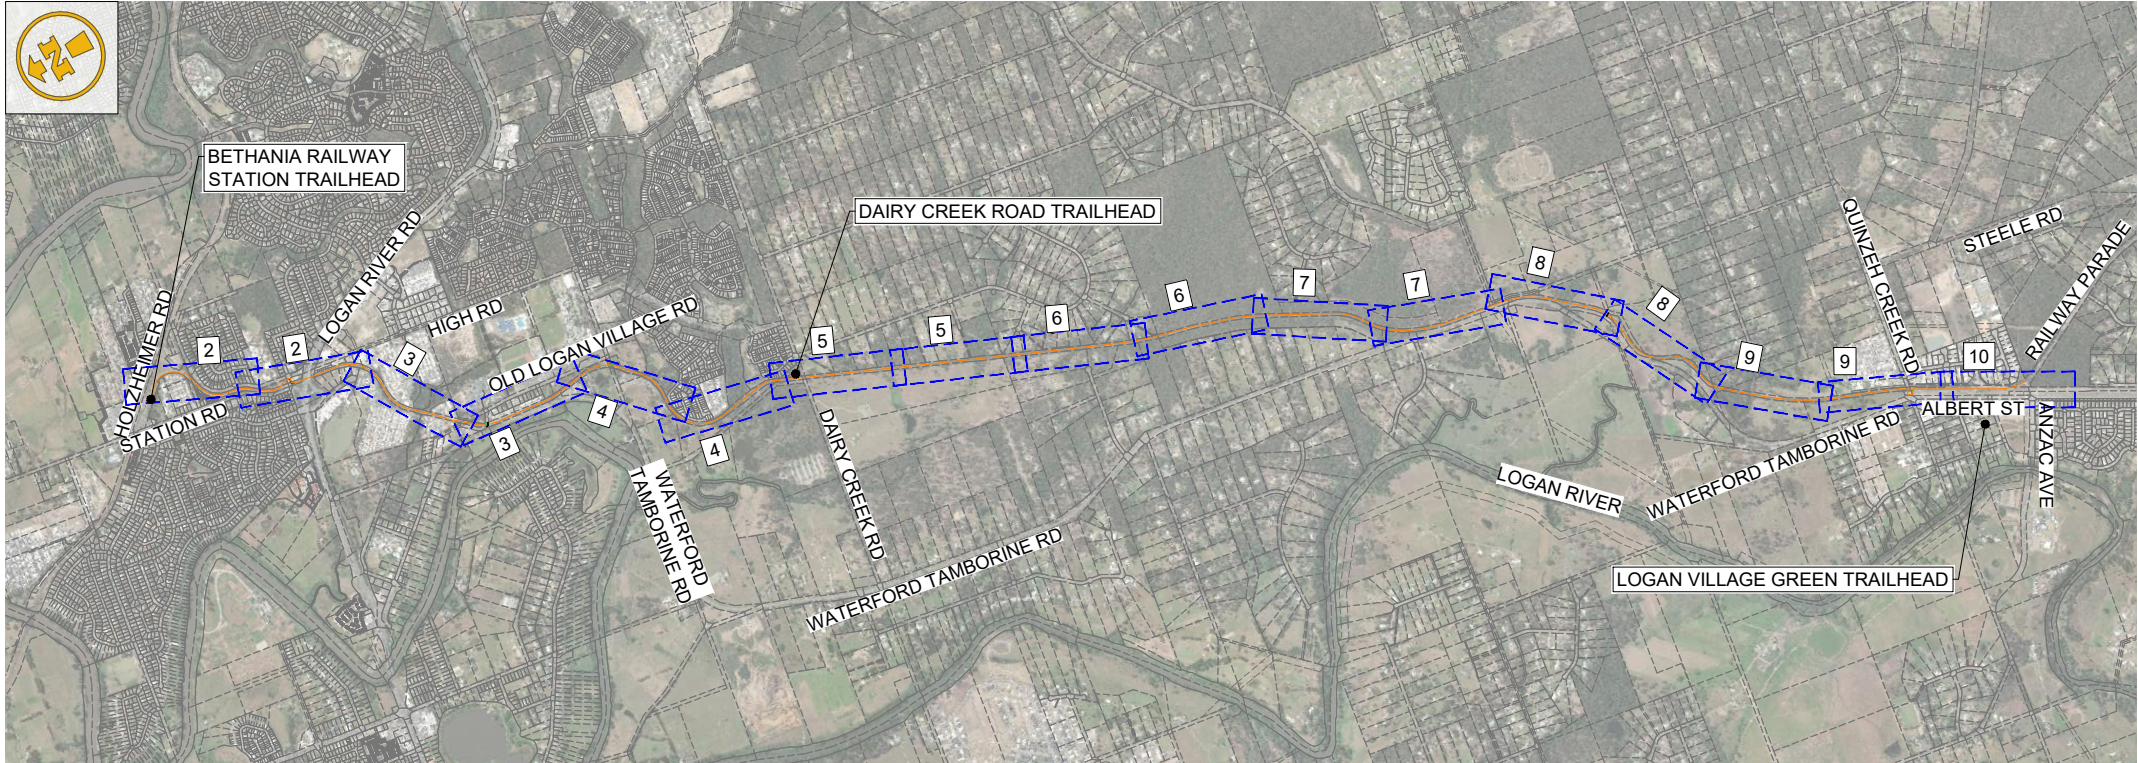 N
BETHANIA RAILWAY
STATION TRAILHEAD
DAIRY CREEK ROAD TRAILHEAD
LOGAN RIVER RD
HIGH RD
OLD LOGAN VILLAGE RD
HOLZHEIMER RD
STATION RD
2
2
3
3
4
4
5
5
6
6
7
7
8
8
9
9
10
QUINZEH CREEK RD
STEELE RD
RAILWAY PARADE
ALBERT ST
ANZAC AVE
WATERFORD
TAMBORINE RD
DAIRY CREEK RD
WATERFORD TAMBORINE RD
LOGAN RIVER
WATERFORD TAMBORINE RD
LOGAN VILLAGE GREEN TRAILHEAD